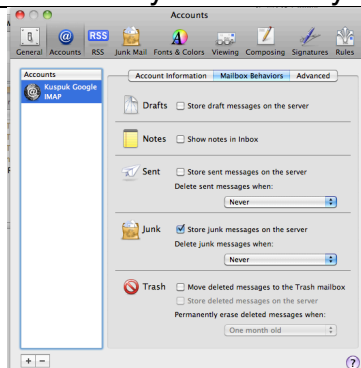 Accounts
General Accounts RSS Junk Mail Fonts & Colors Viewing Composing Signatures Rules
RSS
Accounts
Kuspuk Google
IMAP
Account Information Mailbox Behaviors Advanced
Drafts Store draft messages on the server
Notes Show notes in Inbox
Sent Store sent messages on the server
Delete sent messages when:
Never
Junk Store junk messages on the server
Delete junk messages when:
Never
Trash Move deleted messages to the Trash mailbox
Store deleted messages on the server
Permanently erase deleted messages when:
One month old
+ − ?